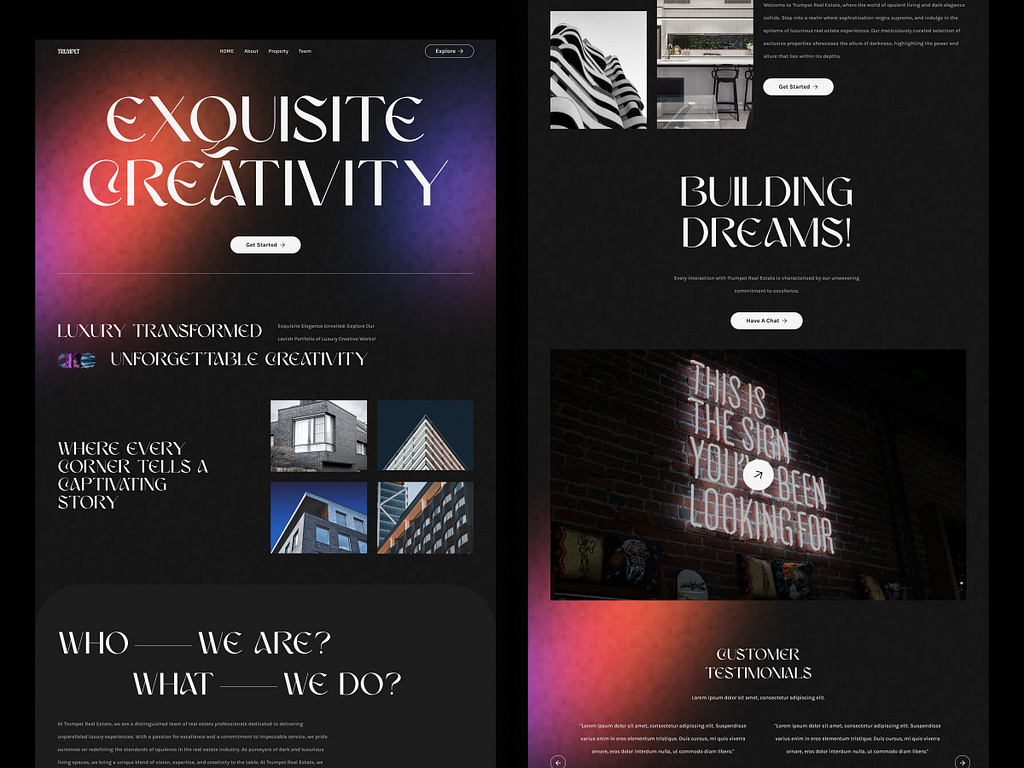 TRUMPET
HOME About Property Team
Explore →
EXQUISITE
CREATIVITY
Get Started →
LUXURY TRANSFORMED
Exquisite Elegance Unveiled: Explore Our
Lavish Portfolio of Luxury Creative Works!
UNFORGETTABLE CREATIVITY
WHERE EVERY
CORNER TELLS A
CAPTIVATING
STORY
WHO — WE ARE?
WHAT — WE DO?
At Trumpet Real Estate, we are a distinguished team of real estate professionals dedicated to delivering
unparalleled luxury experiences. With a passion for excellence and a commitment to impeccable service, we pride
ourselves on redefining the standards of opulence in the real estate industry. As purveyors of dark and luxurious
living spaces, we bring a unique blend of vision, expertise, and creativity to the table. At Trumpet Real Estate, we
Welcome to Trumpet Real Estate, where the world of opulent living and dark elegance
collide. Step into a realm where sophistication reigns supreme, and indulge in the
epitome of luxurious real estate experiences. Our meticulously curated selection of
exclusive properties showcases the allure of darkness, highlighting the power and
allure that lies within its depths.
Get Started →
BUILDING
DREAMS!
Every interaction with Trumpet Real Estate is characterized by our unwavering
commitment to excellence.
Have A Chat →
THIS IS
THE SIGN
YOU'VE BEEN
LOOKING FOR
CUSTOMER
TESTIMONIALS
Lorem ipsum dolor sit amet, consectetur adipiscing elit.
"Lorem ipsum dolor sit amet, consectetur adipiscing elit. Suspendisse
varius enim in eros elementum tristique. Duis cursus, mi quis viverra
ornare, eros dolor interdum nulla, ut commodo diam libero."
"Lorem ipsum dolor sit amet, consectetur adipiscing elit. Suspendisse
varius enim in eros elementum tristique. Duis cursus, mi quis viverra
ornare, eros dolor interdum nulla, ut commodo diam libero."